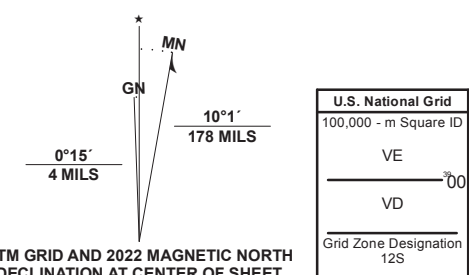 ★
MN
GN
10°1´
178 MILS
0°15´
4 MILS
TM GRID AND 2022 MAGNETIC NORTH
DECLINATION AT CENTER OF SHEET
U.S. National Grid
100,000 - m Square ID
VE
3900
VD
Grid Zone Designation
12S